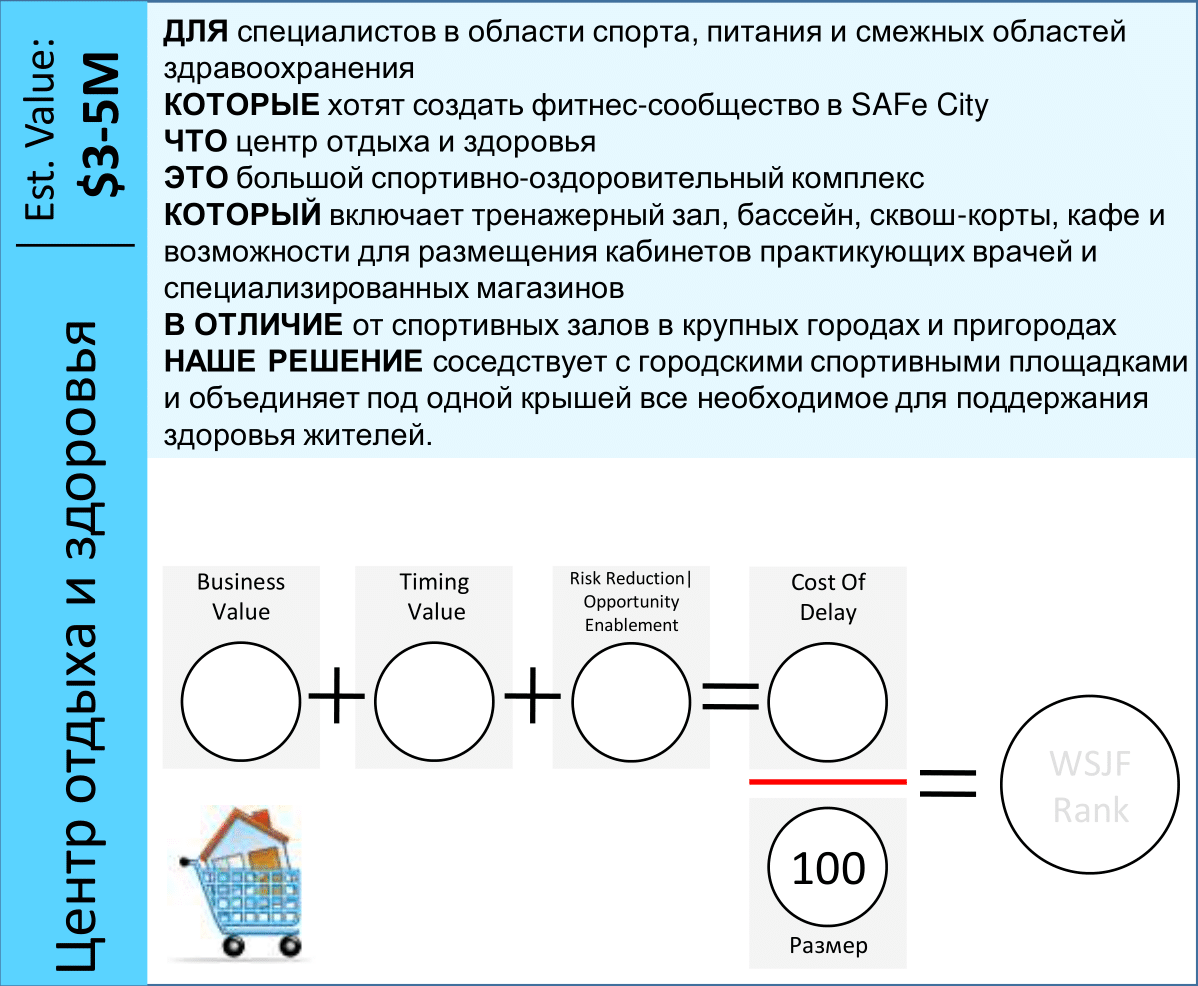 Est. Value:
$3-5M
Центр отдыха и здоровья
ДЛЯ специалистов в области спорта, питания и смежных областей
здравоохранения
КОТОРЫЕ хотят создать фитнес-сообщество в SAFe City
ЧТО центр отдыха и здоровья
ЭТО большой спортивно-оздоровительный комплекс
КОТОРЫЙ включает тренажерный зал, бассейн, сквош-корты, кафе и
возможности для размещения кабинетов практикующих врачей и
специализированных магазинов
В ОТЛИЧИЕ от спортивных залов в крупных городах и пригородах
НАШЕ РЕШЕНИЕ соседствует с городскими спортивными площадками
и объединяет под одной крышей все необходимое для поддержания
здоровья жителей.
Business
Value
+
Timing
Value
+
Risk Reduction|
Opportunity
Enablement
=
Cost Of
Delay
100
Размер
=
WSJF
Rank